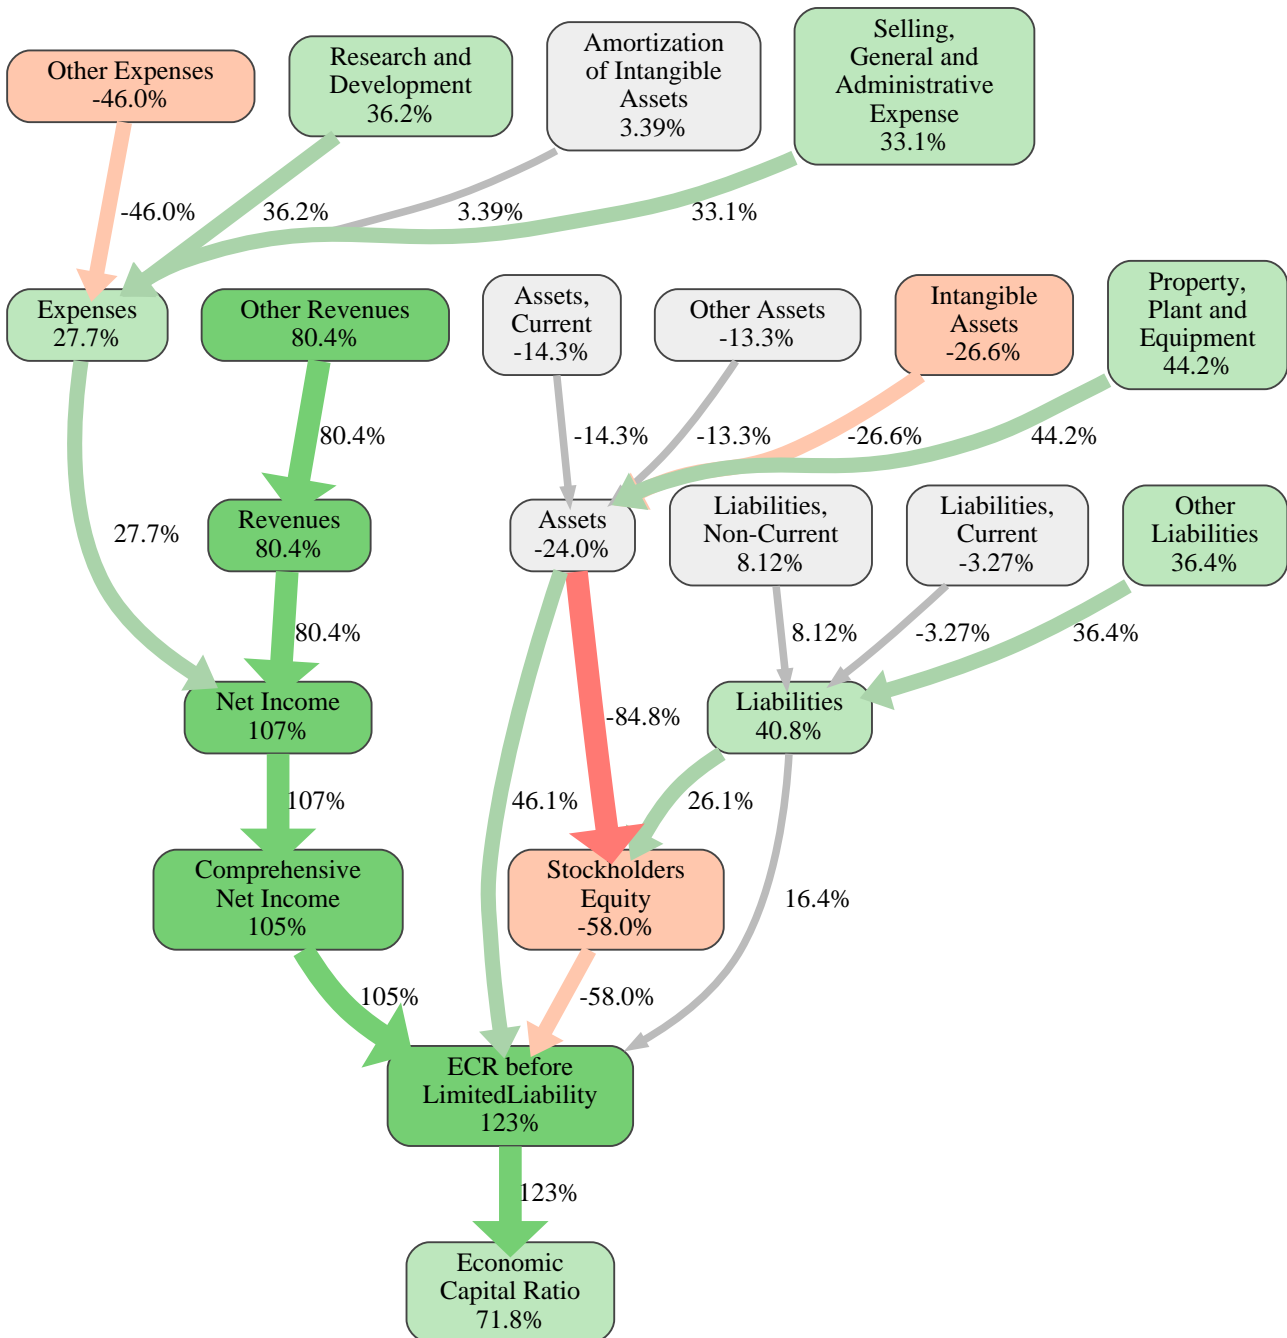 Other Expenses
-46.0%
Research and
Development
36.2%
Amortization
of Intangible
Assets
3.39%
Selling,
General and
Administrative
Expense
33.1%
-46.0%
36.2%
3.39%
33.1%
Expenses
27.7%
Other Revenues
80.4%
Assets,
Current
-14.3%
Other Assets
-13.3%
Intangible
Assets
-26.6%
Property,
Plant and
Equipment
44.2%
80.4%
-14.3%
-13.3%
-26.6%
44.2%
27.7%
Revenues
80.4%
Assets
-24.0%
Liabilities,
Non-Current
8.12%
Liabilities,
Current
-3.27%
Other
Liabilities
36.4%
80.4%
8.12%
-3.27%
36.4%
Net Income
107%
-84.8%
Liabilities
40.8%
107%
46.1%
26.1%
Comprehensive
Net Income
105%
Stockholders
Equity
-58.0%
16.4%
105%
-58.0%
ECR before
LimitedLiability
123%
123%
Economic
Capital Ratio
71.8%